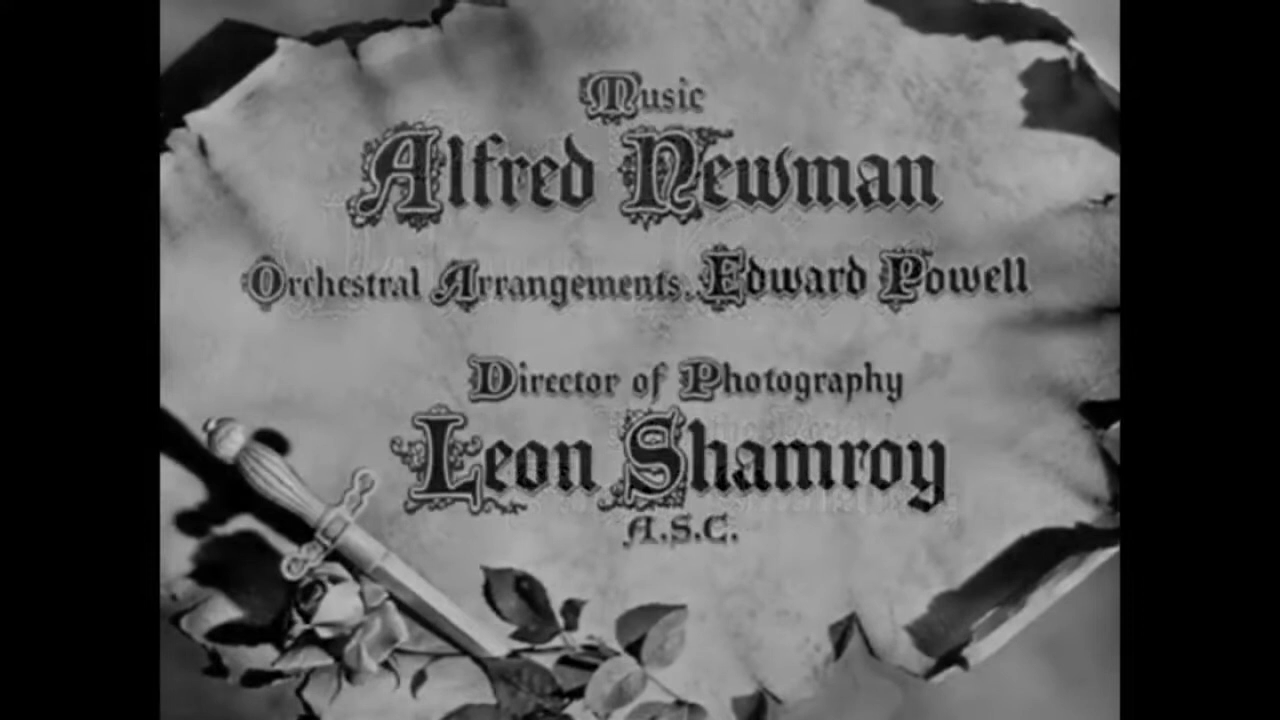 Music
Alfred Newman
Orchestral Arrangements. Edward Powell
Director of Photography
Leon Shamroy
A.S.C.